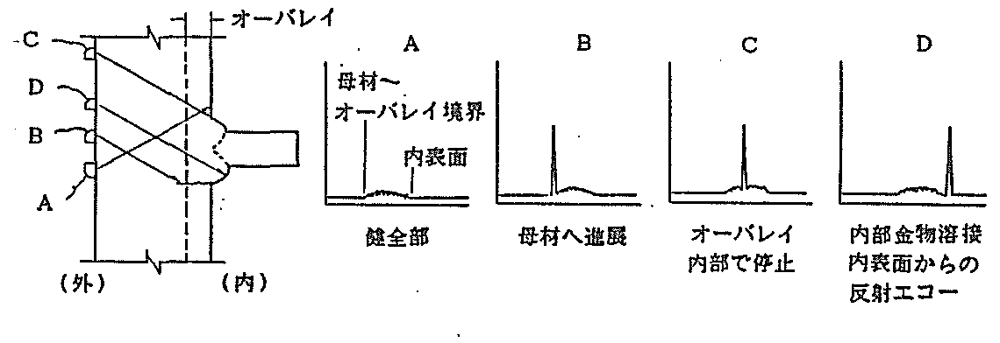 オーバレイ
C
D
B
A
(外)
(内)
A
母材〜
オーバレイ境界
内表面
健全部
B
母材へ進展
C
オーバレイ
内部で停止
D
内部金物溶接
内表面からの
反射エコー